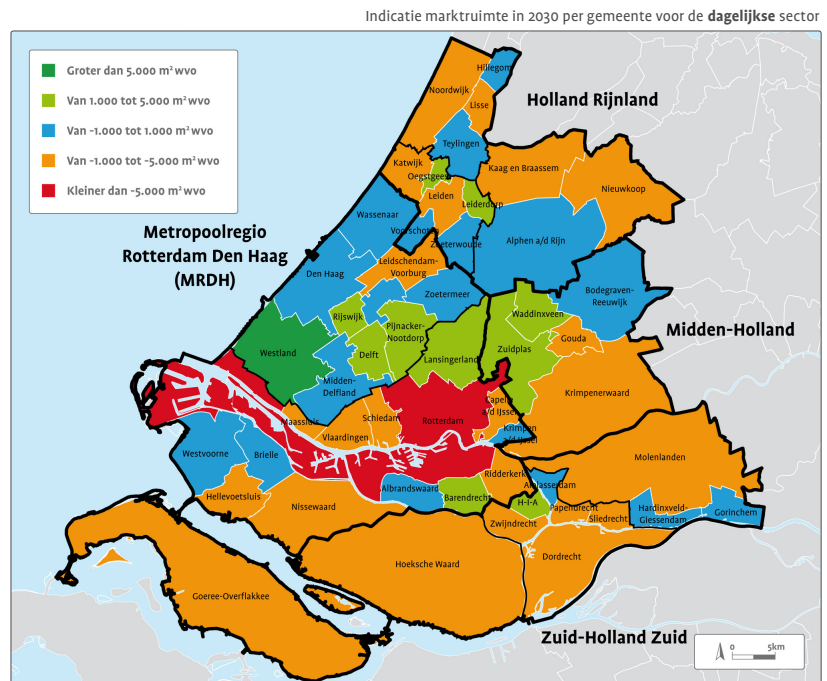 Indicatie marktruimte in 2030 per gemeente voor de dagelijkse sector
Groter dan 5.000 m² wvo
Van 1.000 tot 5.000 m² wvo
Van -1.000 tot 1.000 m² wvo
Van -1.000 tot -5.000 m² wvo
Kleiner dan -5.000 m² wvo
Hillegom
Noordwijk
Lisse
Holland Rijnland
Teylingen
Katwijk
Oegstgeest
Kaag en Braassem
Nieuwkoop
Leiden
Leiderdorp
Wassenaar
Voorschoten
Zoeterwoude
Alphen a/d Rijn
Metropoolregio
Rotterdam Den Haag
(MRDH)
Leidschendam-
Voorburg
Den Haag
Zoetermeer
Bodegraven-
Reeuwijk
Rijswijk
Pijnacker-
Nootdorp
Waddinxveen
Midden-Holland
Gouda
Westland
Delft
Lansingerland
Zuidplas
Midden-
Delfland
Krimpenerwaard
Capelle
a/d IJssel
Maassluis
Schiedam
Rotterdam
Vlaardingen
Krimpen
a/d IJssel
Westvoorne
Brielle
Molenlanden
Ridderkerk
Alblasserdam
Albrandswaard
Barendrecht
Hellevoetsluis
Nissewaard
H-I-A
Papendrecht
Hardinxveld-
Giessendam
Gorinchem
Sliedrecht
Zwijndrecht
Hoeksche Waard
Dordrecht
Goeree-Overflakkee
Zuid-Holland Zuid
0 5km